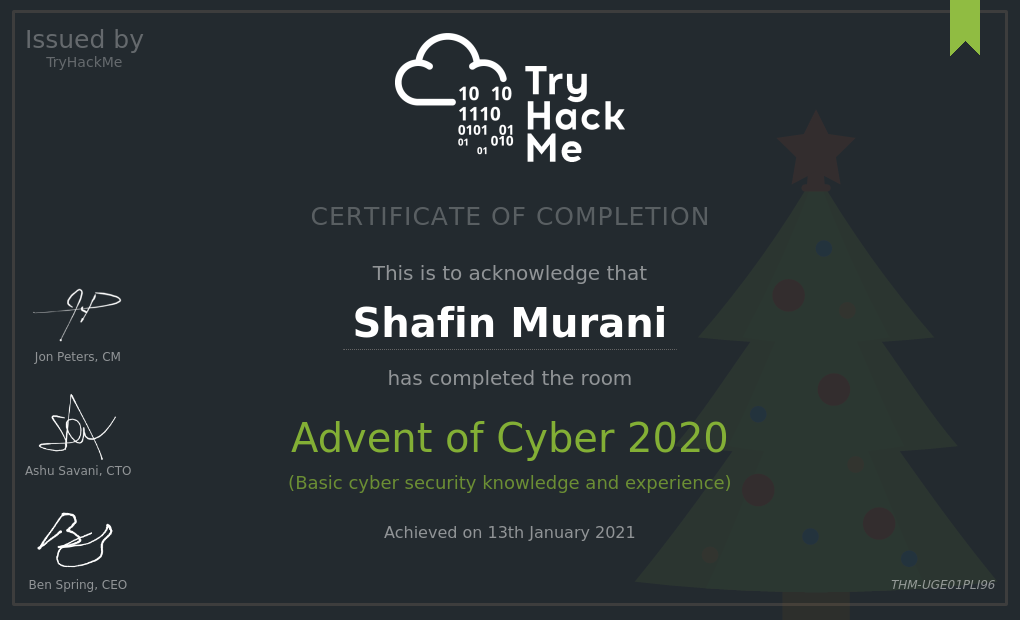 Issued by
TryHackMe
10 10
1110
0101 01
01 010
01
Try
Hack
Me
CERTIFICATE OF COMPLETION
This is to acknowledge that
Shafin Murani
has completed the room
Advent of Cyber 2020
(Basic cyber security knowledge and experience)
Achieved on 13th January 2021
Jon Peters, CM
Ashu Savani, CTO
Ben Spring, CEO
THM-UGE01PLI96